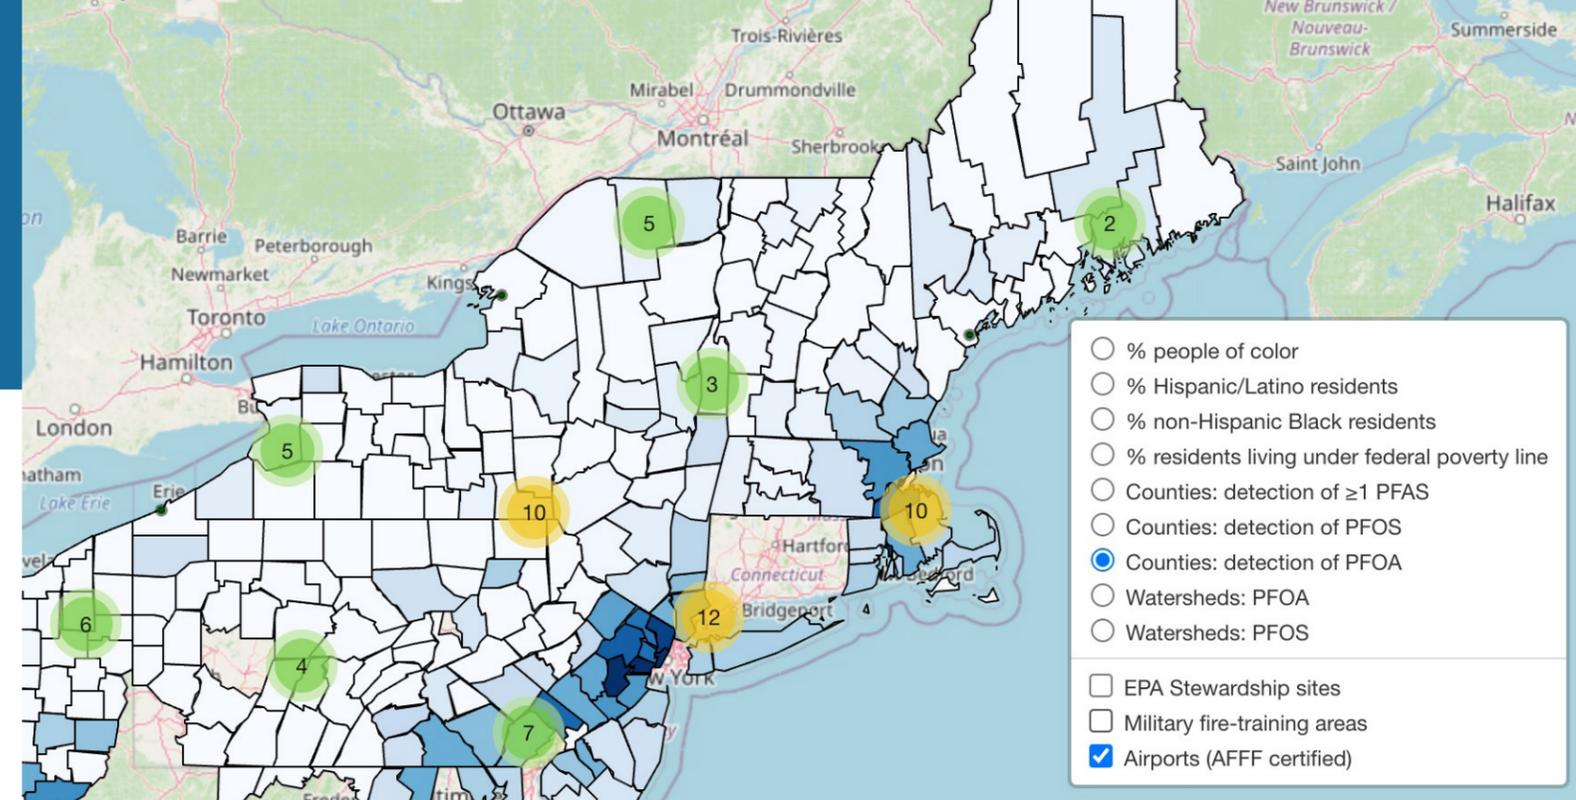 New Brunswick /
Nouveau-
Brunswick
Summerside
Trois-Rivières
Mirabel
Drummondville
Ottawa
Montréal
Sherbrook
Saint John
Halifax
Barrie
Peterborough
Newmarket
Kings
Toronto
Lake Ontario
Hamilton
London
Lake Erie
Erie
5
2
3
5
10
10
12
6
4
7
Hartford
Connecticut
Bridgeport
Bedford
4
w York
% people of color
% Hispanic/Latino residents
% non-Hispanic Black residents
% residents living under federal poverty line
Counties: detection of ≥1 PFAS
Counties: detection of PFOS
Counties: detection of PFOA
Watersheds: PFOA
Watersheds: PFOS
EPA Stewardship sites
Military fire-training areas
Airports (AFFF certified)